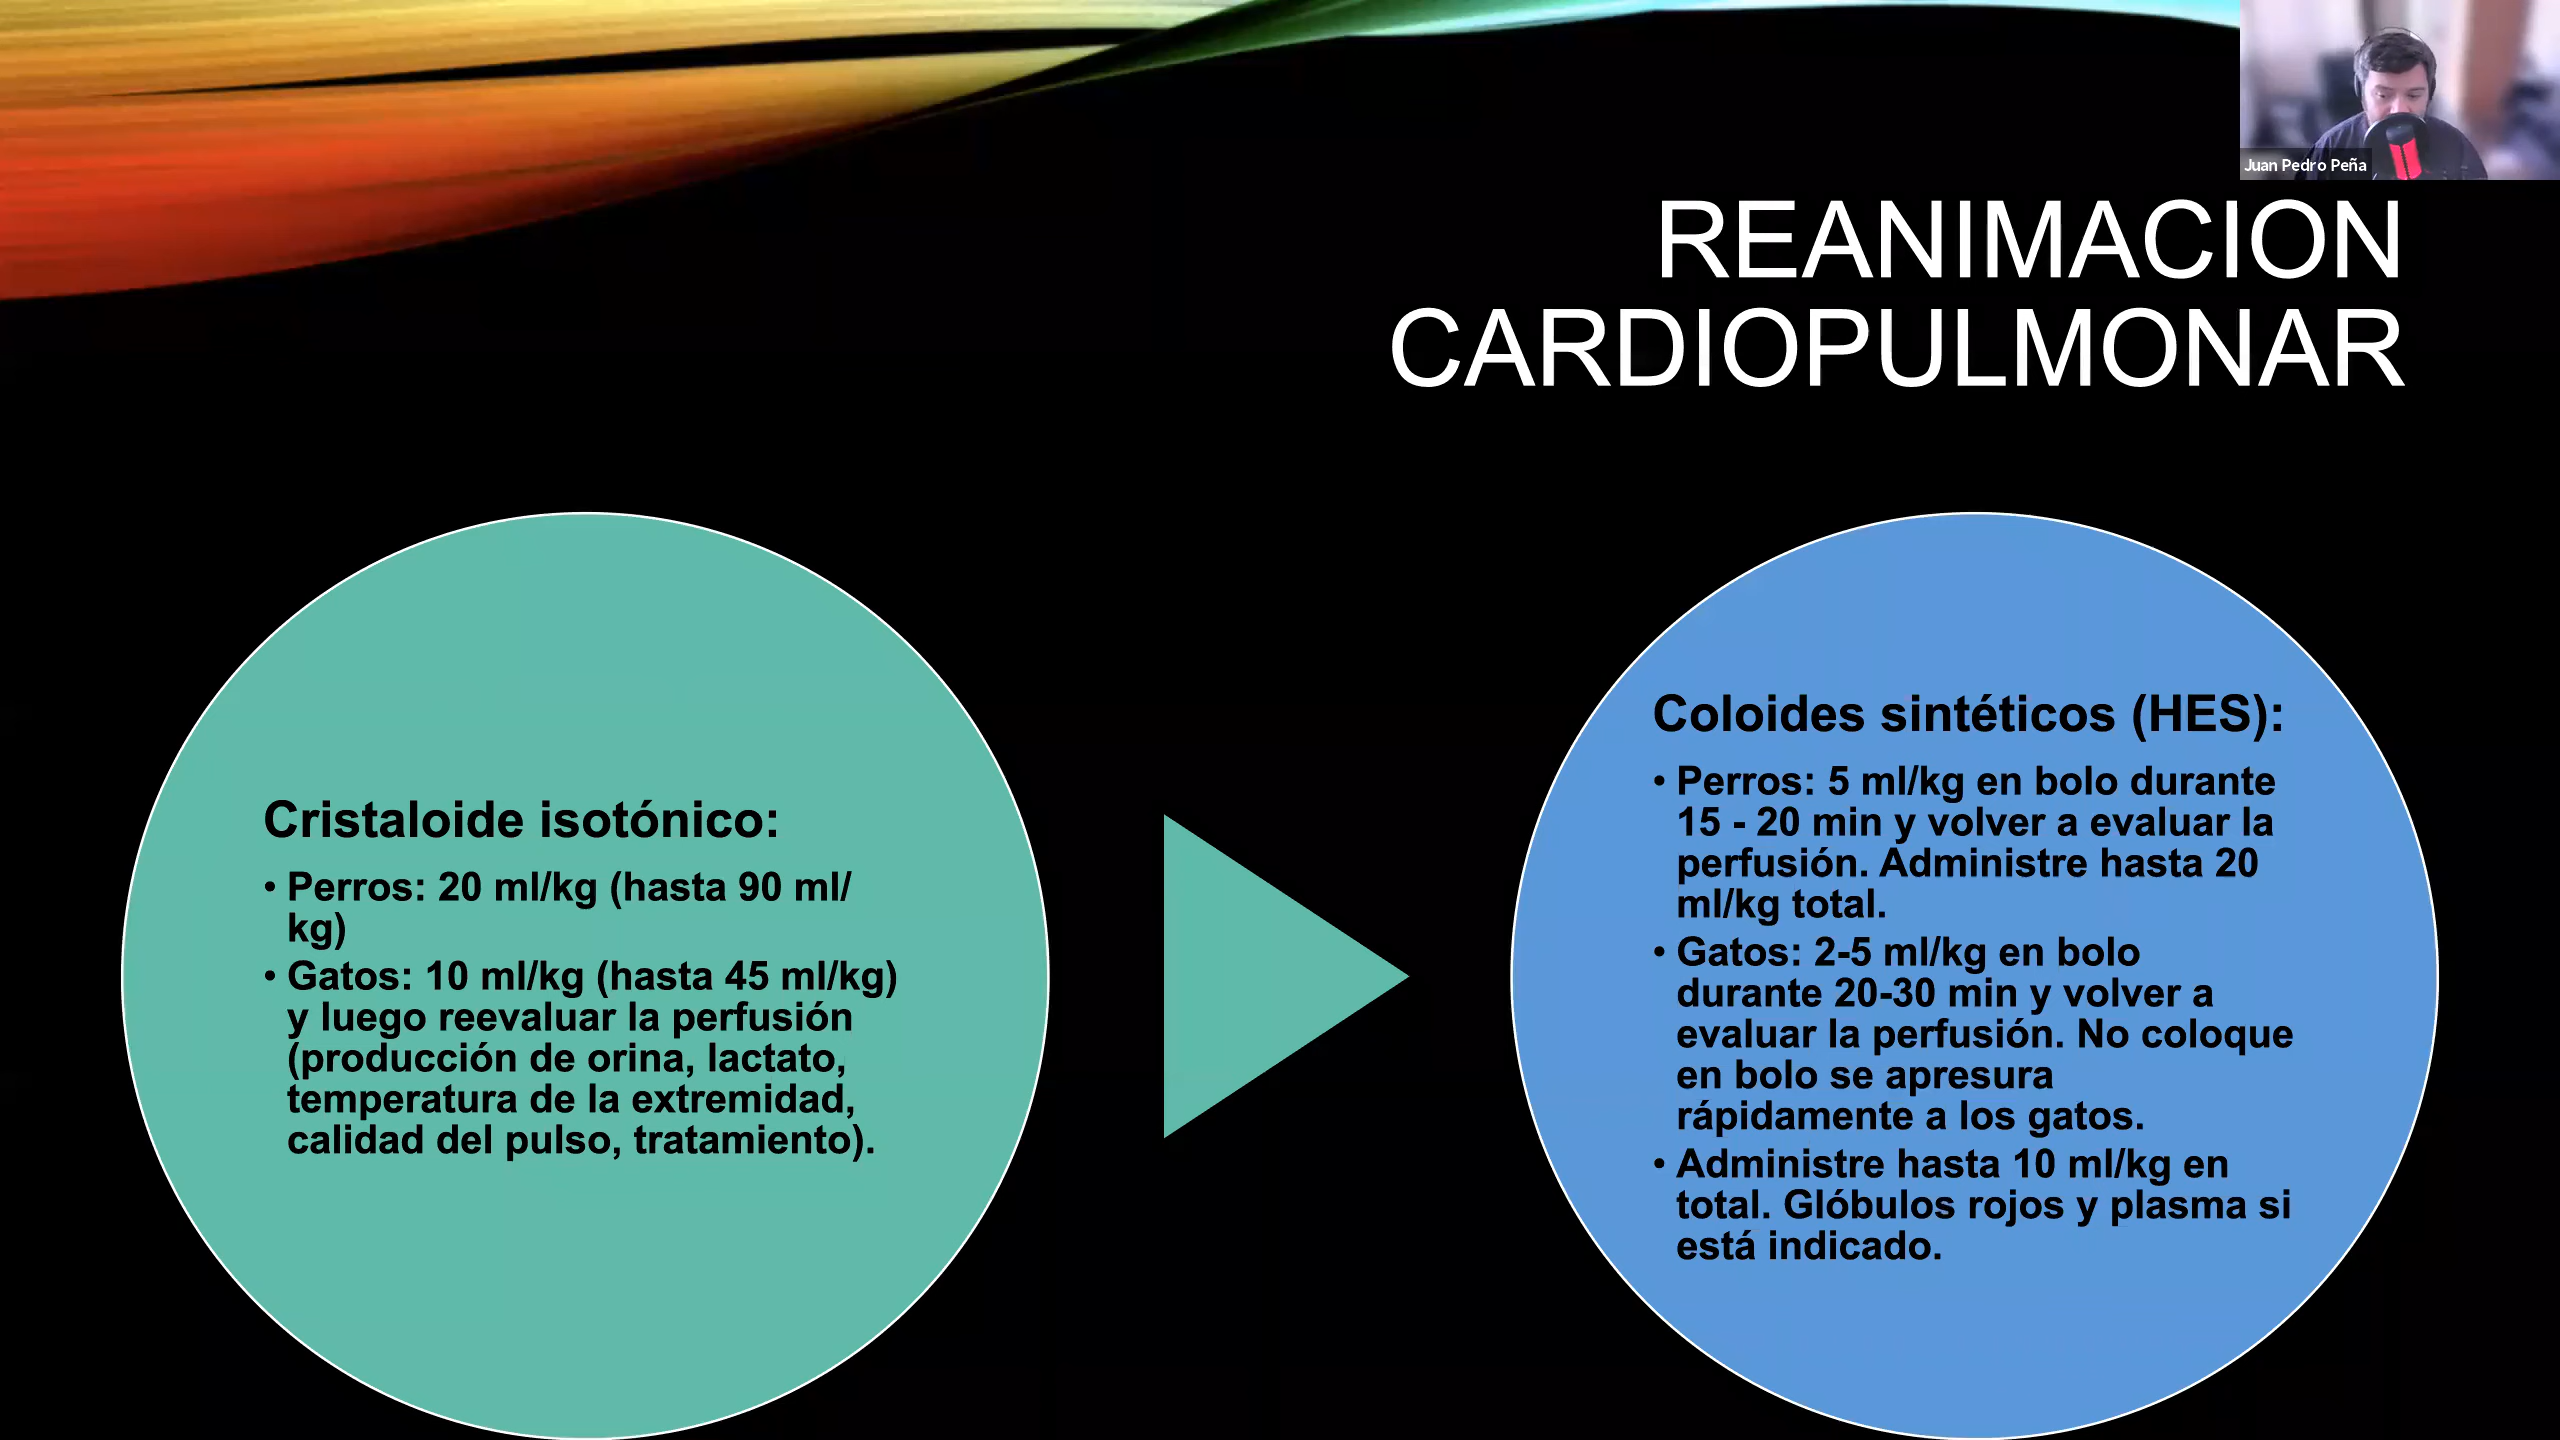 Juan Pedro Peña
REANIMACION
CARDIOPULMONAR
Cristaloide isotónico:
• Perros: 20 ml/kg (hasta 90 ml/
kg)
• Gatos: 10 ml/kg (hasta 45 ml/kg)
y luego reevaluar la perfusión
(producción de orina, lactato,
temperatura de la extremidad,
calidad del pulso, tratamiento).
Coloides sintéticos (HES):
• Perros: 5 ml/kg en bolo durante
15 - 20 min y volver a evaluar la
perfusión. Administre hasta 20
ml/kg total.
• Gatos: 2-5 ml/kg en bolo
durante 20-30 min y volver a
evaluar la perfusión. No coloque
en bolo se apresura
rápidamente a los gatos.
• Administre hasta 10 ml/kg en
total. Glóbulos rojos y plasma si
está indicado.